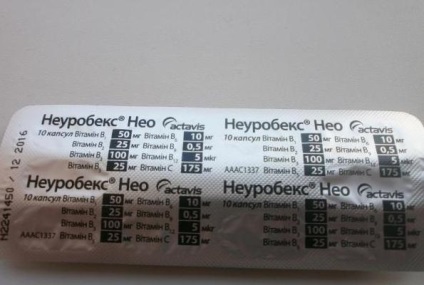 H2241450 / 12 2016
Неуробекс® Нео actavis
10 капсул Вітамін В 50 мг Вітамін В 10 мг
Вітамін В 25 мг Вітамін В 0,5 мг
Вітамін В 100 мг Вітамін В₁₂ 5 мкг
Вітамін В 25 мг Вітамін С 175 мг
Неуробекс® Нео actavis
10 капсул Вітамін В 50 мг Вітамін В 10 мг
Вітамін В 25 мг Вітамін В 0,5 мг
Вітамін В 100 мг Вітамін В₁₂ 5 мкг
AAAC1337 Вітамін В 25 мг Вітамін С 175 мг
Неуробекс® Нео actavis
10 капсул Вітамін В 50 мг Вітамін В 10 мг
Вітамін В 25 мг Вітамін В 0,5 мг
Вітамін В 100 мг Вітамін В₁₂ 5 мкг
AAAC1337 Вітамін В 25 мг Вітамін С 175 мг
Неуробекс® Нео actavis
10 капсул Вітамін В 50 мг Вітамін В 10 мг
Вітамін В 25 мг Вітамін В 0,5 мг
Вітамін В 100 мг Вітамін В₁₂ 5 мкг
Вітамін В 25 мг Вітамін С 175 мг